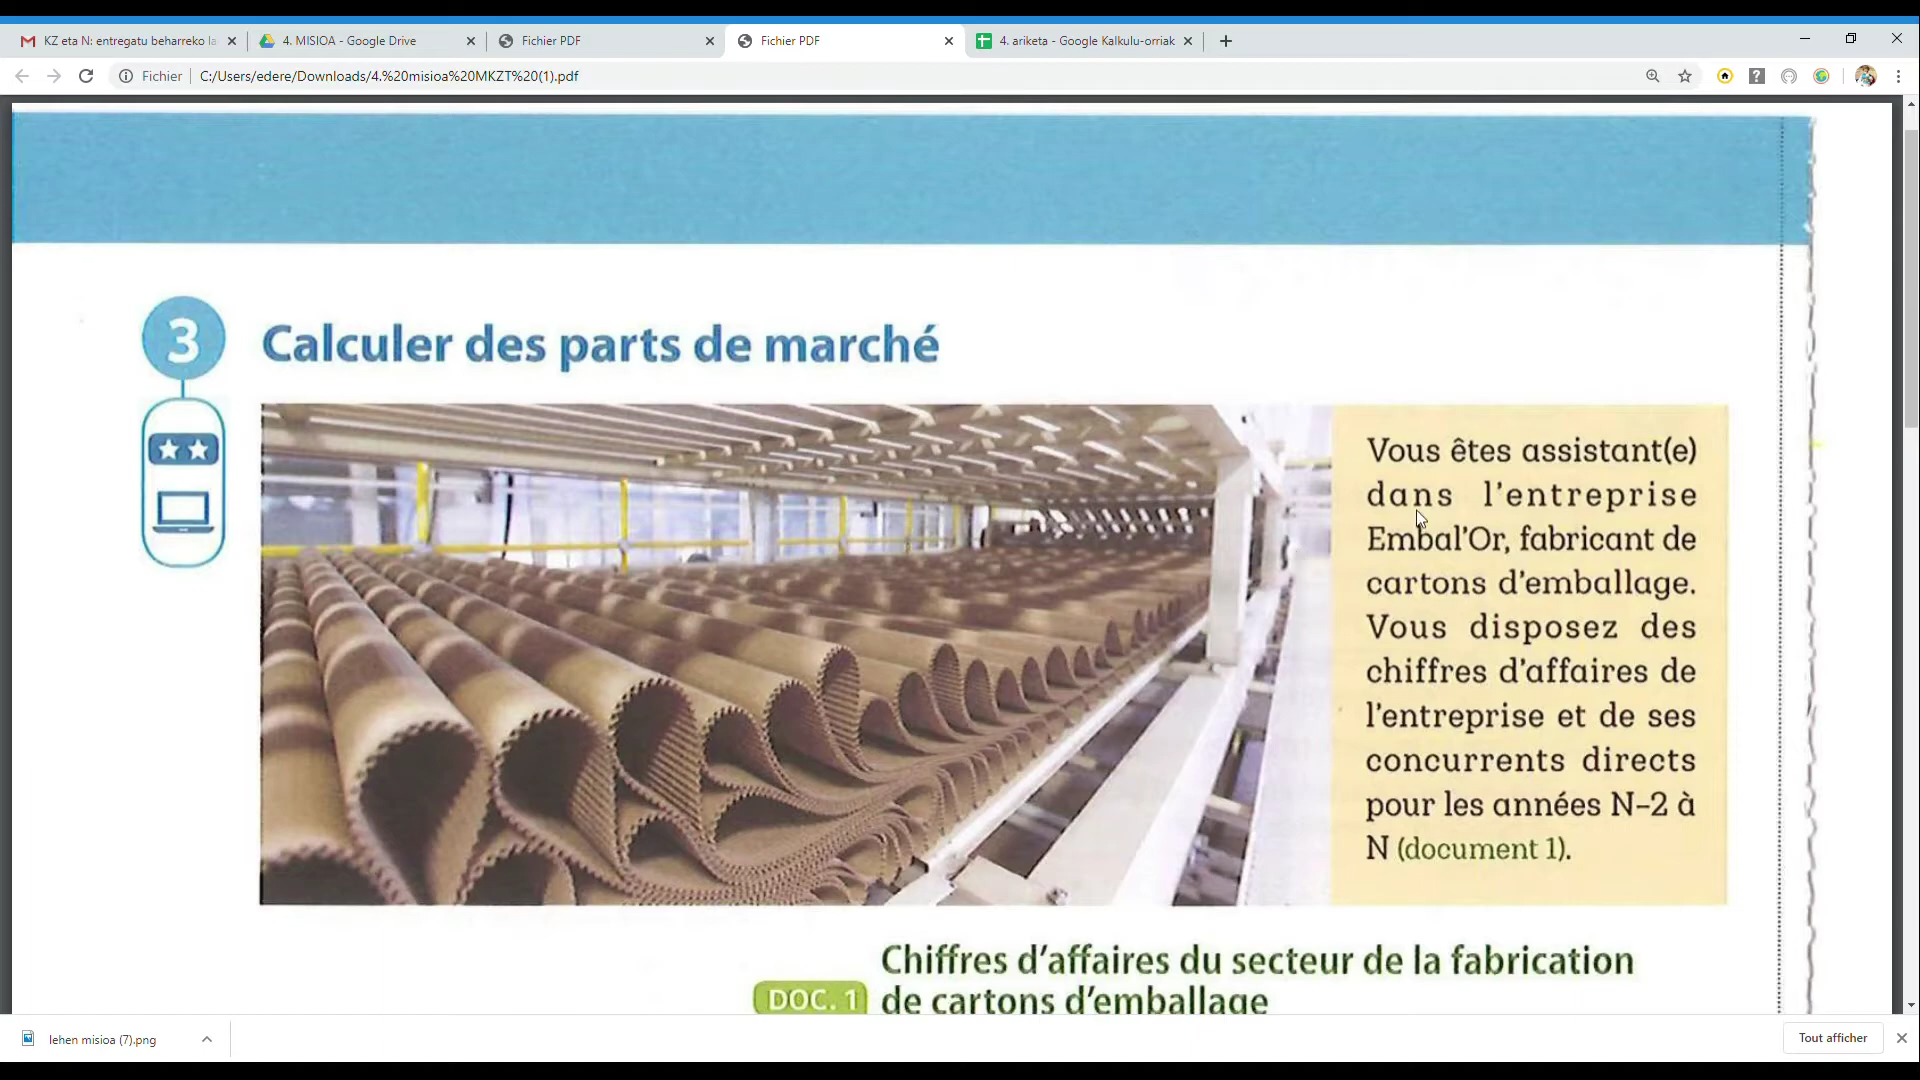 KZ eta N: entregatu beharreko la
4. MISIOA - Google Drive
Fichier PDF
Fichier PDF
4. ariketa - Google Kalkulu-orriak
Fichier
C:/Users/edere/Downloads/4.%20misioa%20MKZT%20(1).pdf
3
Calculer des parts de marché
Vous êtes assistant(e)
dans l'entreprise
Embal'Or, fabricant de
cartons d'emballage.
Vous disposez des
chiffres d'affaires de
l'entreprise et de ses
concurrents directs
pour les années N-2 à
N (document 1).
Chiffres d'affaires du secteur de la fabrication
DOC. 1 de cartons d'emballage
lehen misioa (7).png
Tout afficher